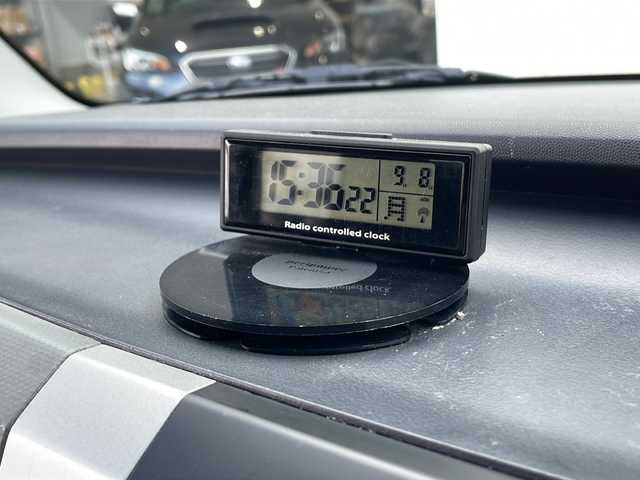 15:36 22
9 8
月
Radio controlled clock